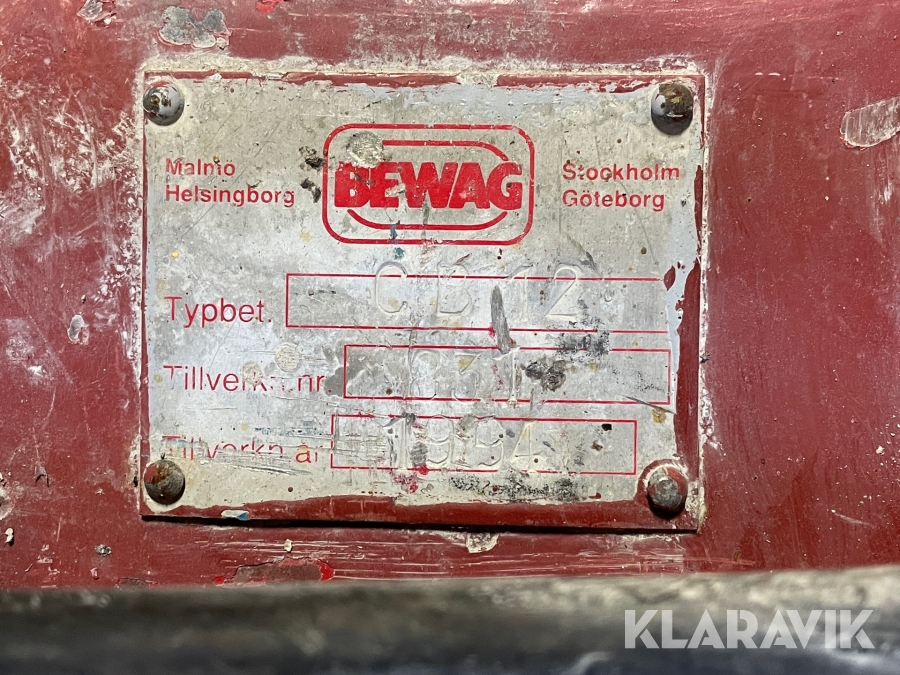 Malmö
Helsingborg
BEWAG
Stockholm
Göteborg
Typbet. CB 12
Tillverkn.nr.
Tillverkn.år 1994
KLARAVIK